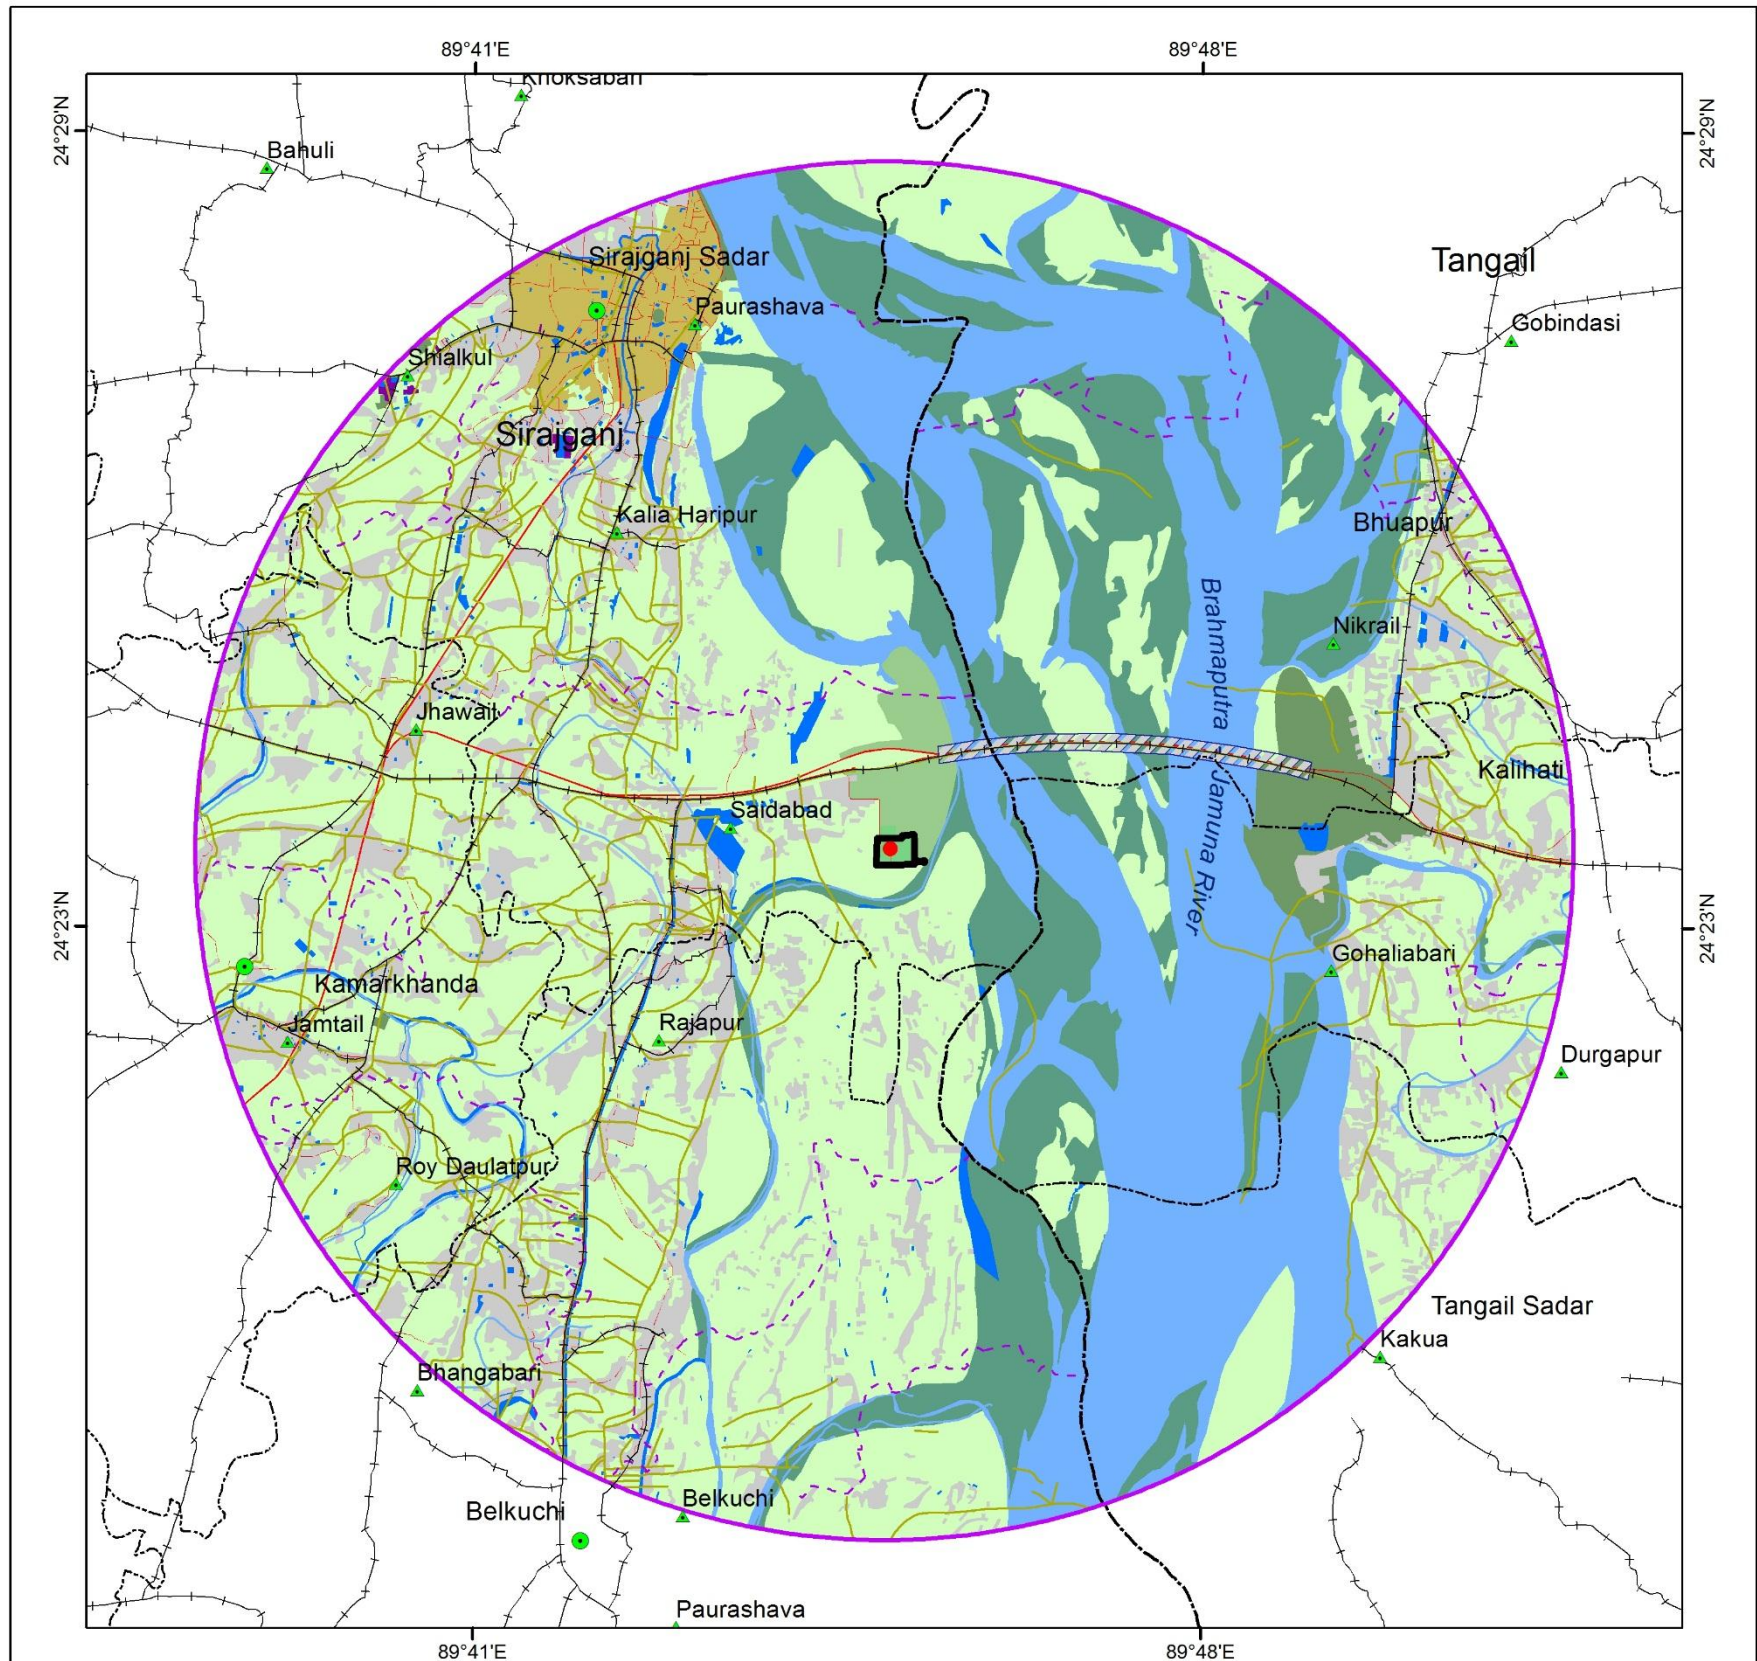 89°41'E
89°48'E
24°29'N
24°29'N
Khoksabari
Bahuli
Sirajganj Sadar
Tangail
Paurashava
Gobindasi
Shialkul
Sirajganj
Kalia Haripur
Bhuapur
Brahmaputra Jamuna River
Nikrail
Jhawail
Kalihati
Saidabad
24°23'N
24°23'N
Gohaliabari
Kamarkhanda
Jamtail
Rajapur
Durgapur
Roy Daulatpur
Tangail Sadar
Kakua
Bhangabari
Belkuchi
Belkuchi
Paurashava
89°41'E
89°48'E